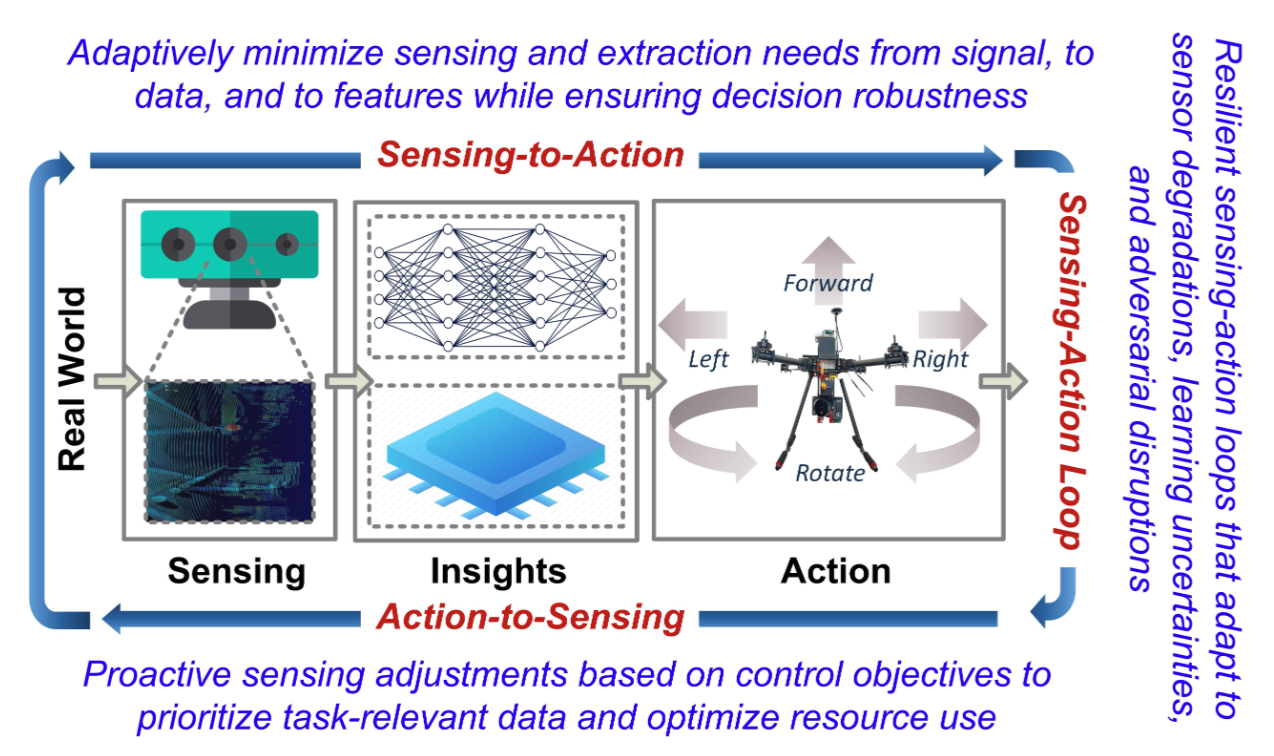 Adaptively minimize sensing and extraction needs from signal, to
data, and to features while ensuring decision robustness
Sensing-to-Action
Real World
Forward
Left
Right
Rotate
Sensing
Insights
Action
Action-to-Sensing
Proactive sensing adjustments based on control objectives to
prioritize task-relevant data and optimize resource use
Sensing-Action Loop
Resilient sensing-action loops that adapt to
sensor degradations, learning uncertainties,
and adversarial disruptions